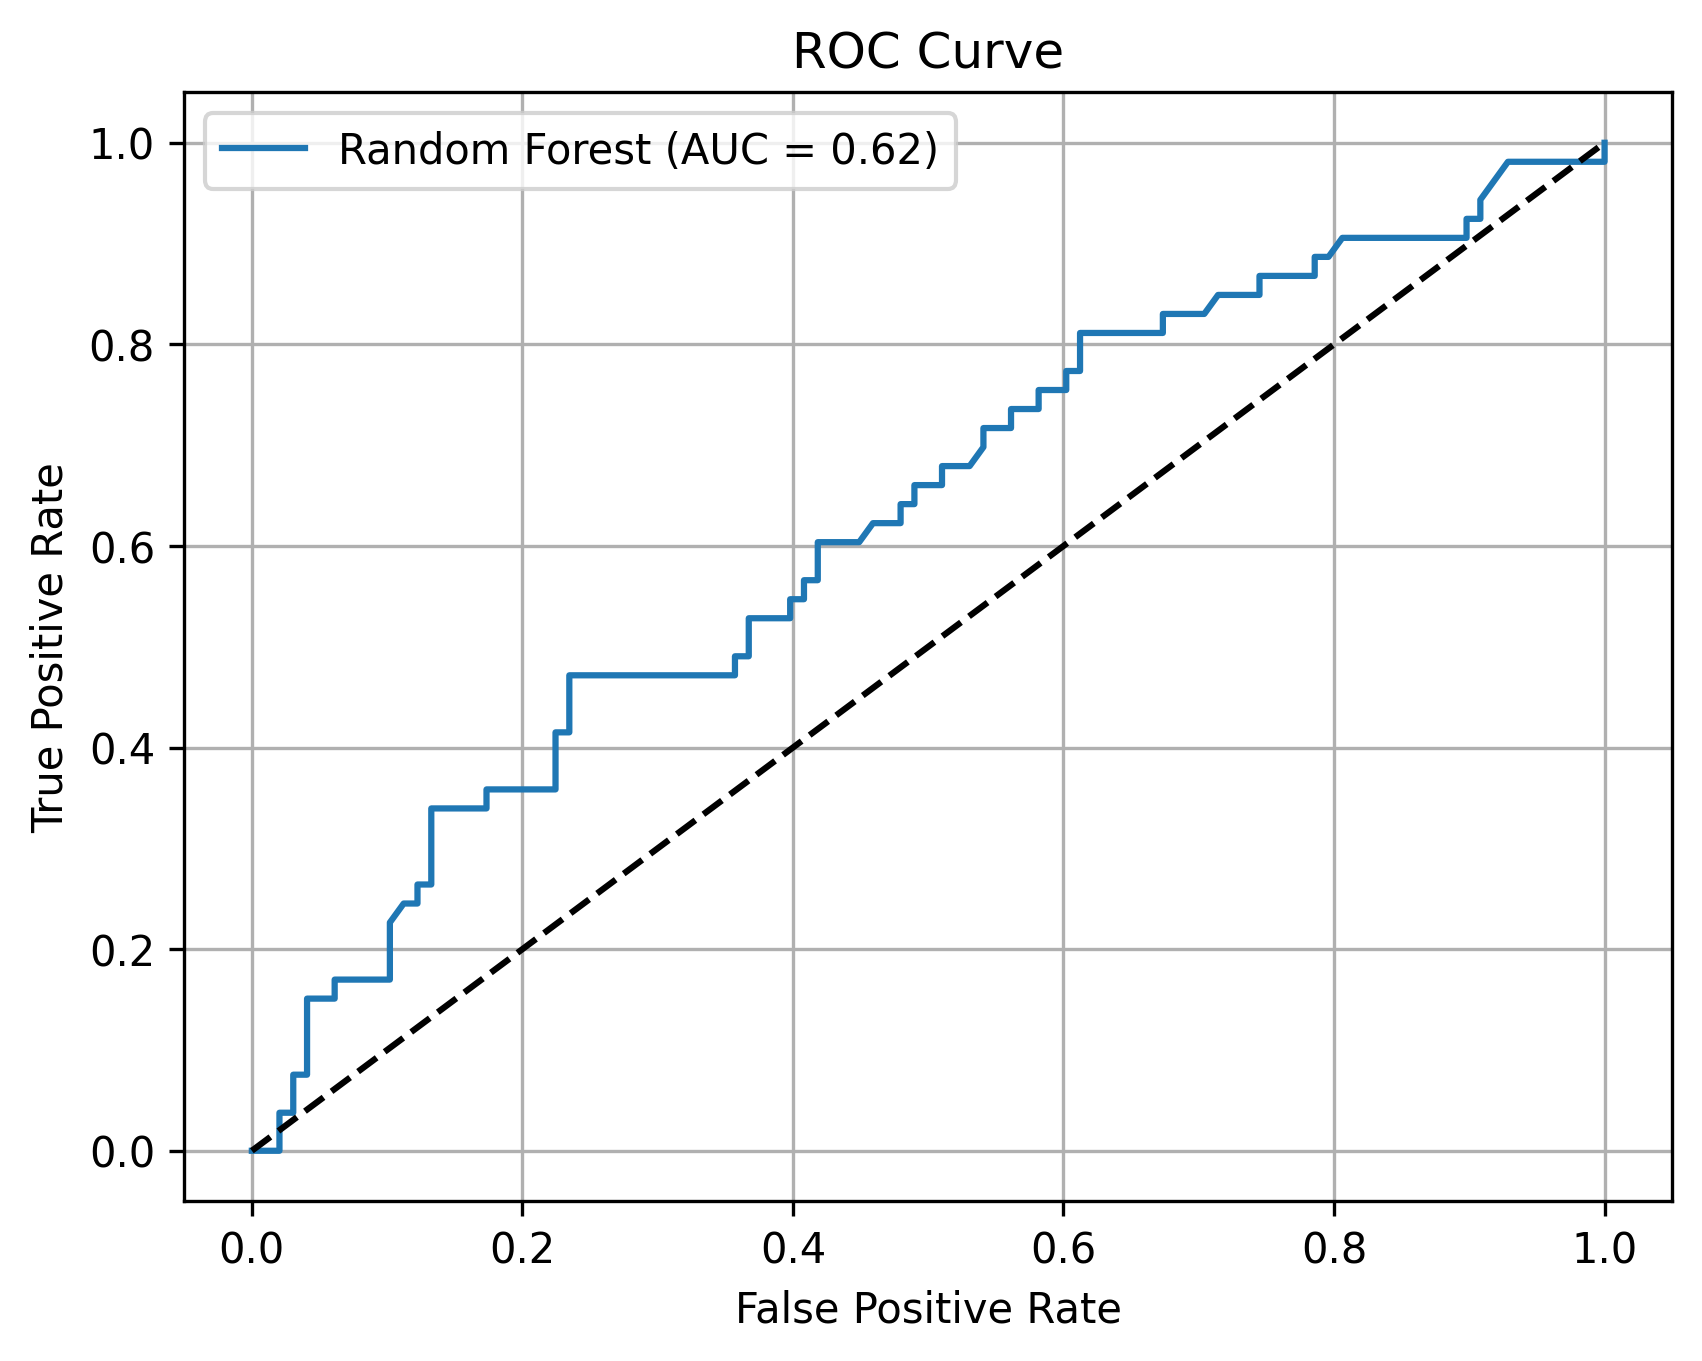 ROC Curve
Random Forest (AUC = 0.62)
1.0
0.8
0.6
0.4
0.2
0.0
True Positive Rate
0.0 0.2 0.4 0.6 0.8 1.0
False Positive Rate